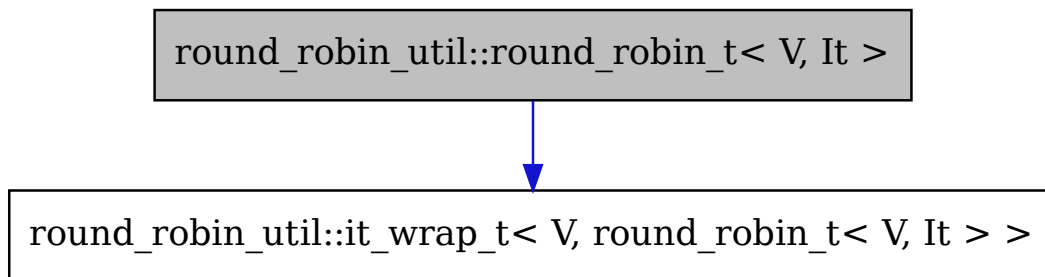 round_robin_util::round_robin_t< V, It >
round_robin_util::it_wrap_t< V, round_robin_t< V, It > >